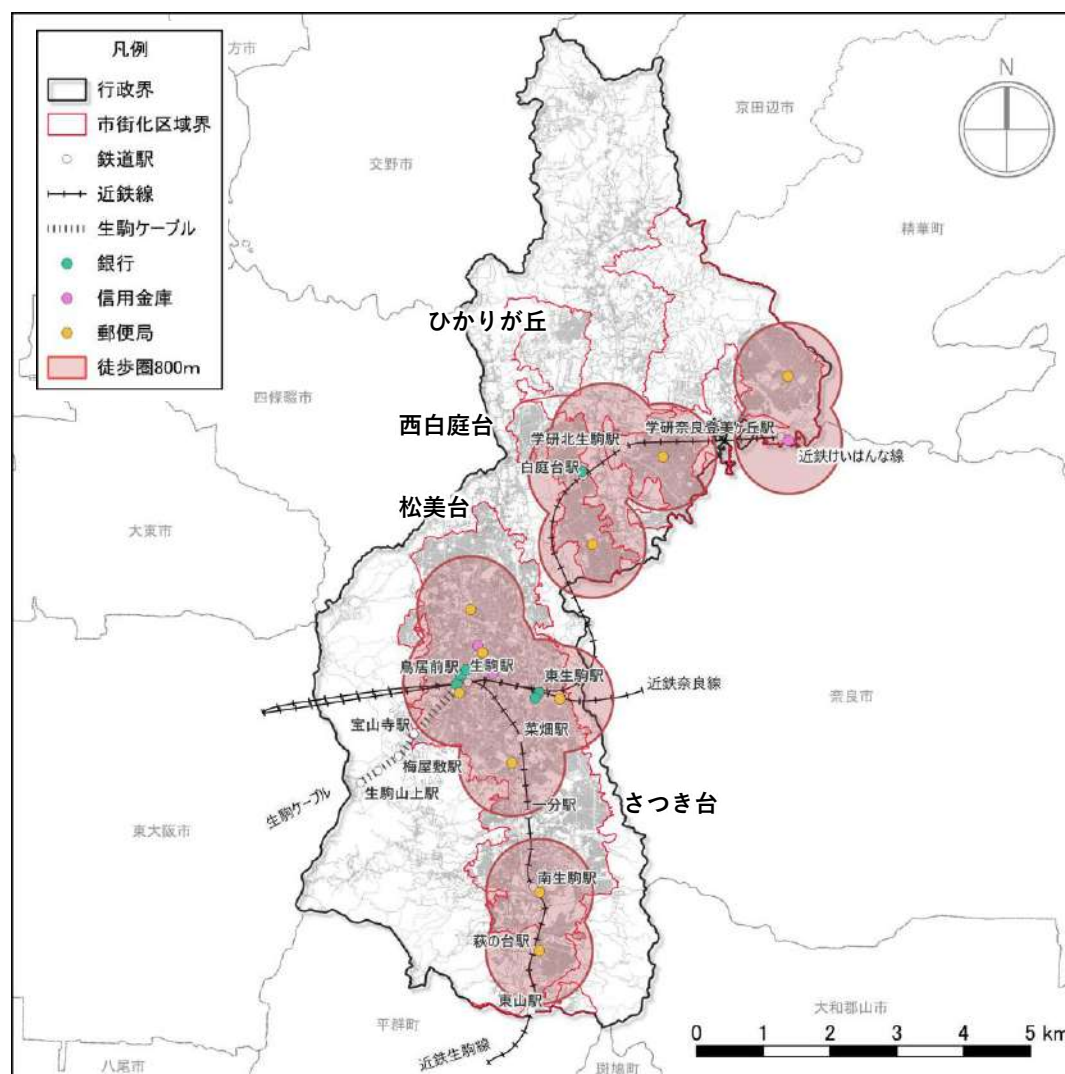 凡例
行政界
市街化区域界
鉄道駅
近鉄線
生駒ケーブル
銀行
信用金庫
郵便局
徒歩圏800m
方市
N
京田辺市
交野市
精華町
ひかりが丘
四條畷市
西白庭台
学研北生駒駅
学研奈良登美ケ丘駅
白庭台駅
近鉄けいはんな線
松美台
大東市
鳥居前駅
生駒駅
東生駒駅
近鉄奈良線
奈良市
宝山寺駅
菜畑駅
梅屋敷駅
生駒山上駅
生駒ケーブル
一分駅
さつき台
東大阪市
南生駒駅
萩の台駅
東山駅
平群町
大和郡山市
近鉄生駒線
八尾市
斑鳩町
0 1 2 3 4 5 km